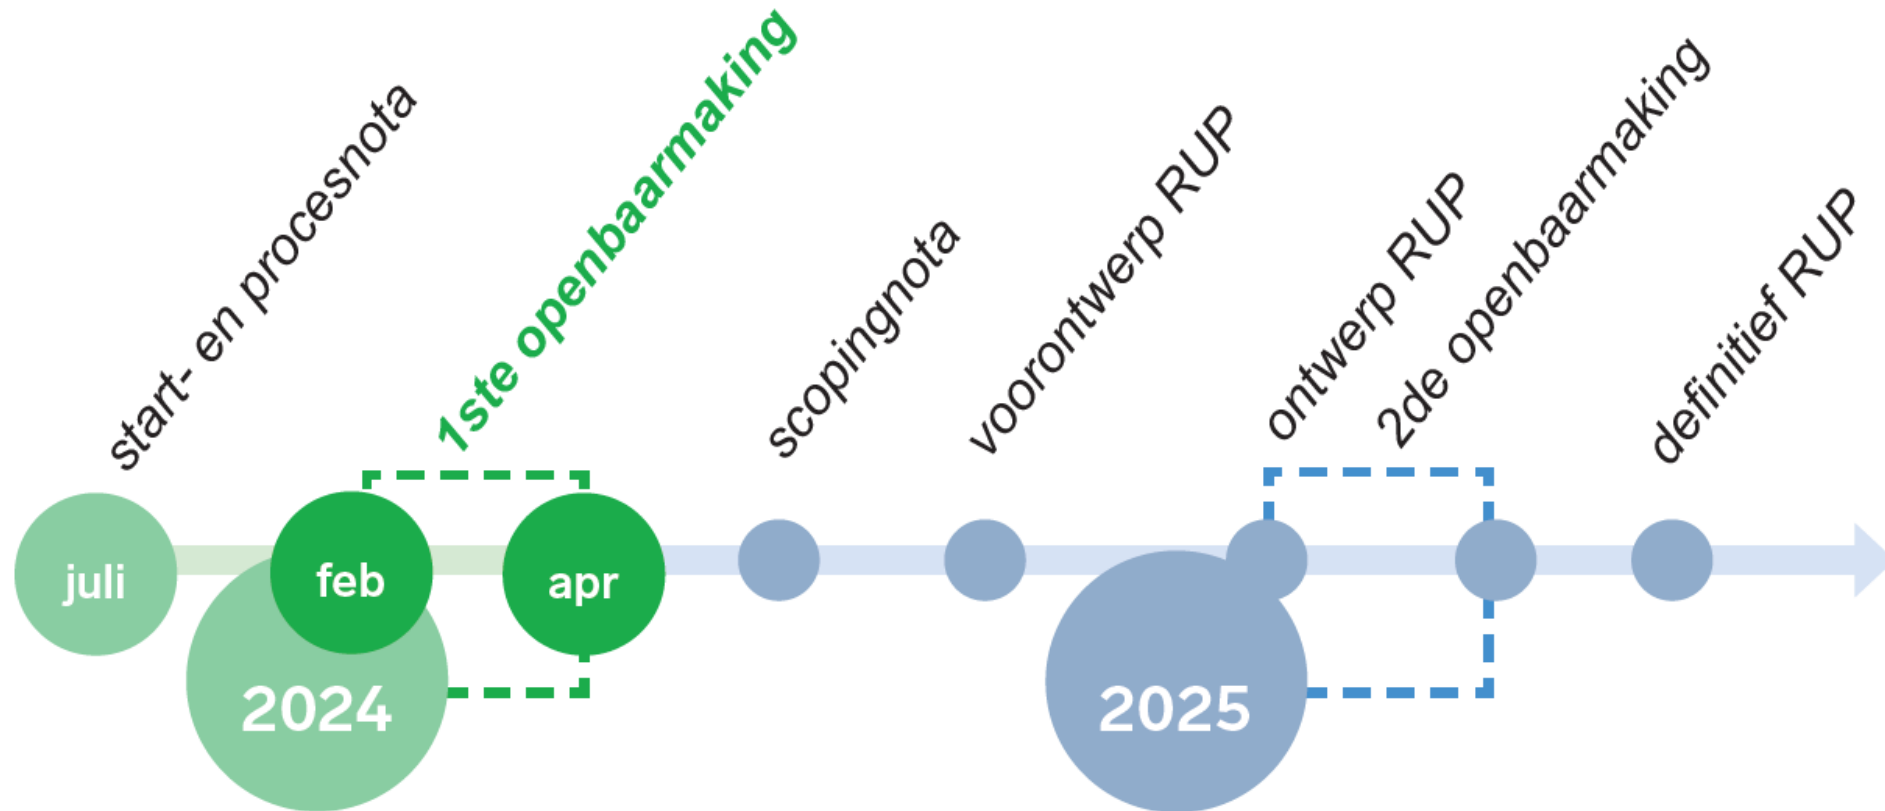 start- en procesnota
1ste openbaarmaking
scopingnota
voorontwerp RUP
ontwerp RUP
2de openbaarmaking
definitief RUP
juli
feb
apr
2024
2025